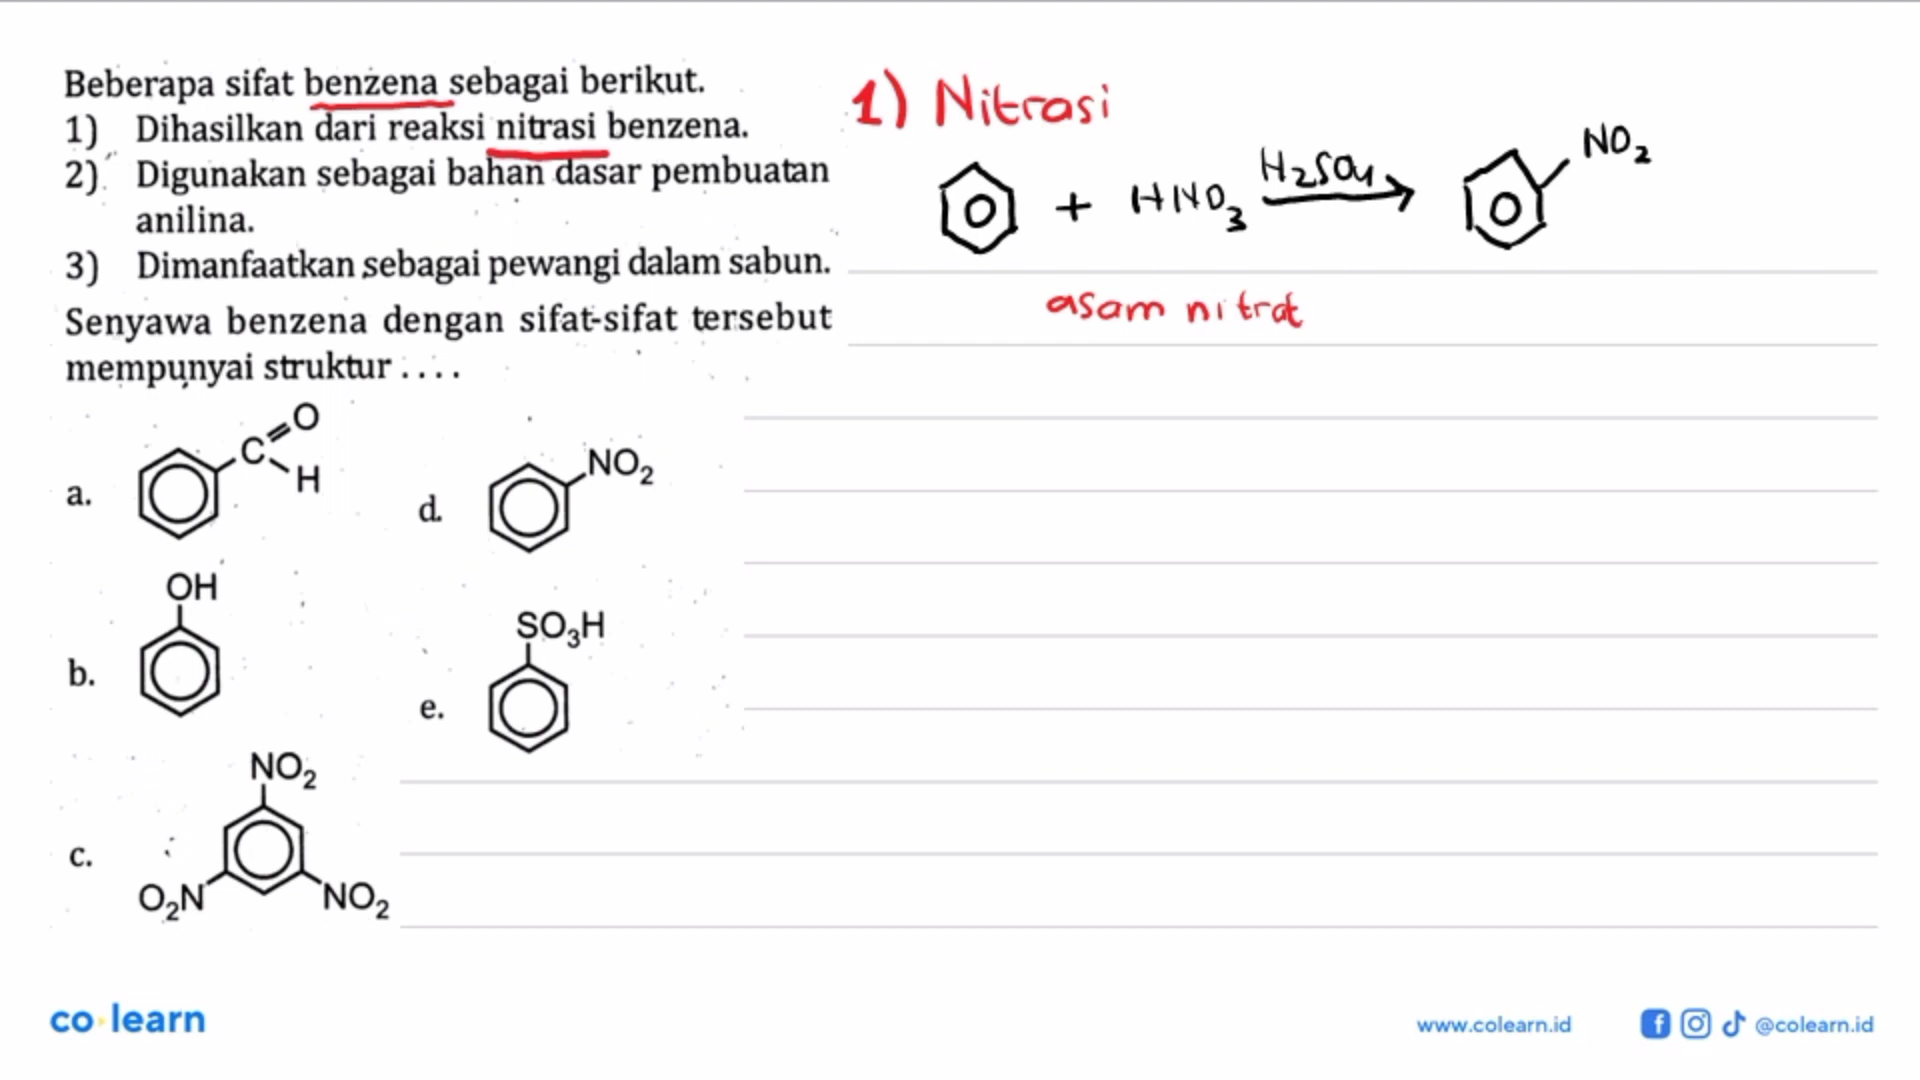 Beberapa sifat benzena sebagai berikut.
1) Dihasilkan dari reaksi nitrasi benzena.
2) Digunakan sebagai bahan dasar pembuatan
anilina.
3) Dimanfaatkan sebagai pewangi dalam sabun.
Senyawa benzena dengan sifat-sifat tersebut
mempunyai struktur . . . .
a.
C
O
H
b.
OH
c.
NO2
O2N
NO2
d.
NO2
e.
SO3H
1) Nitrasi
+ HNO3 H2SO4 NO2
asam nitrat
co learn
www.colearn.id
@colearn.id